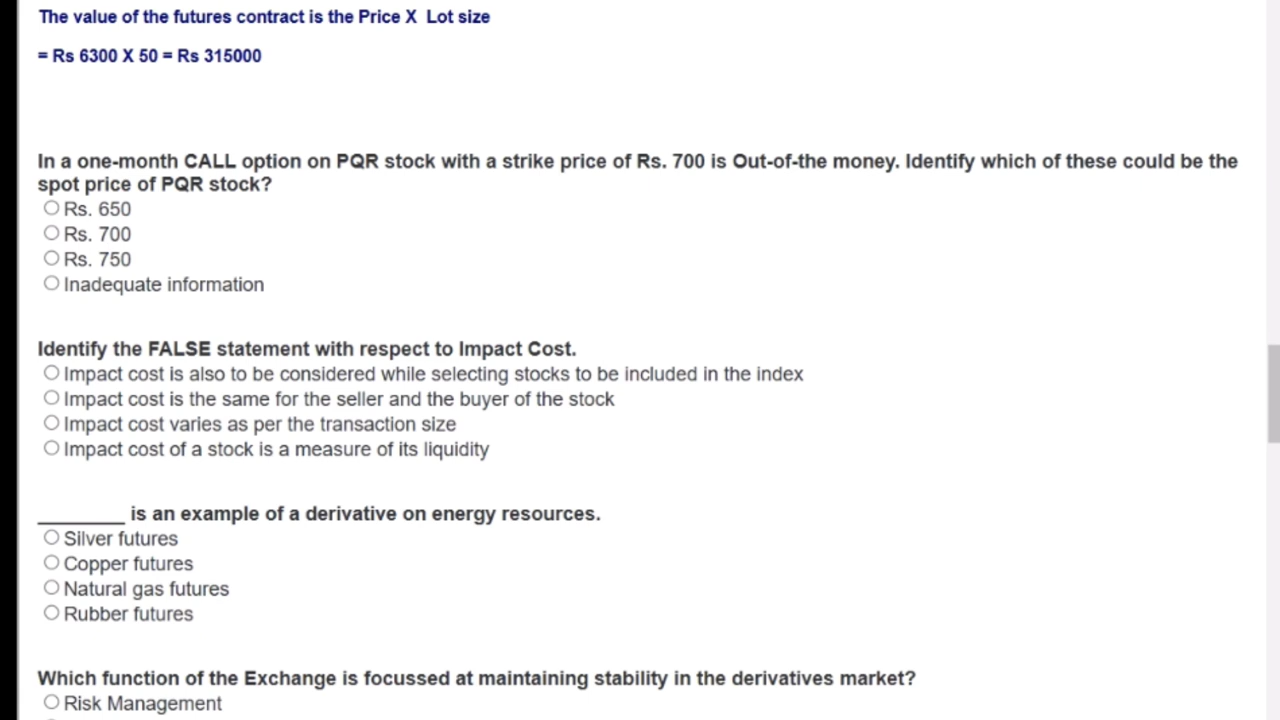 The value of the futures contract is the Price X Lot size
= Rs 6300 X 50 = Rs 315000
In a one-month CALL option on PQR stock with a strike price of Rs. 700 is Out-of-the money. Identify which of these could be the
spot price of PQR stock?
Rs. 650
Rs. 700
Rs. 750
Inadequate information
Identify the FALSE statement with respect to Impact Cost.
Impact cost is also to be considered while selecting stocks to be included in the index
Impact cost is the same for the seller and the buyer of the stock
Impact cost varies as per the transaction size
Impact cost of a stock is a measure of its liquidity
________ is an example of a derivative on energy resources.
Silver futures
Copper futures
Natural gas futures
Rubber futures
Which function of the Exchange is focussed at maintaining stability in the derivatives market?
Risk Management